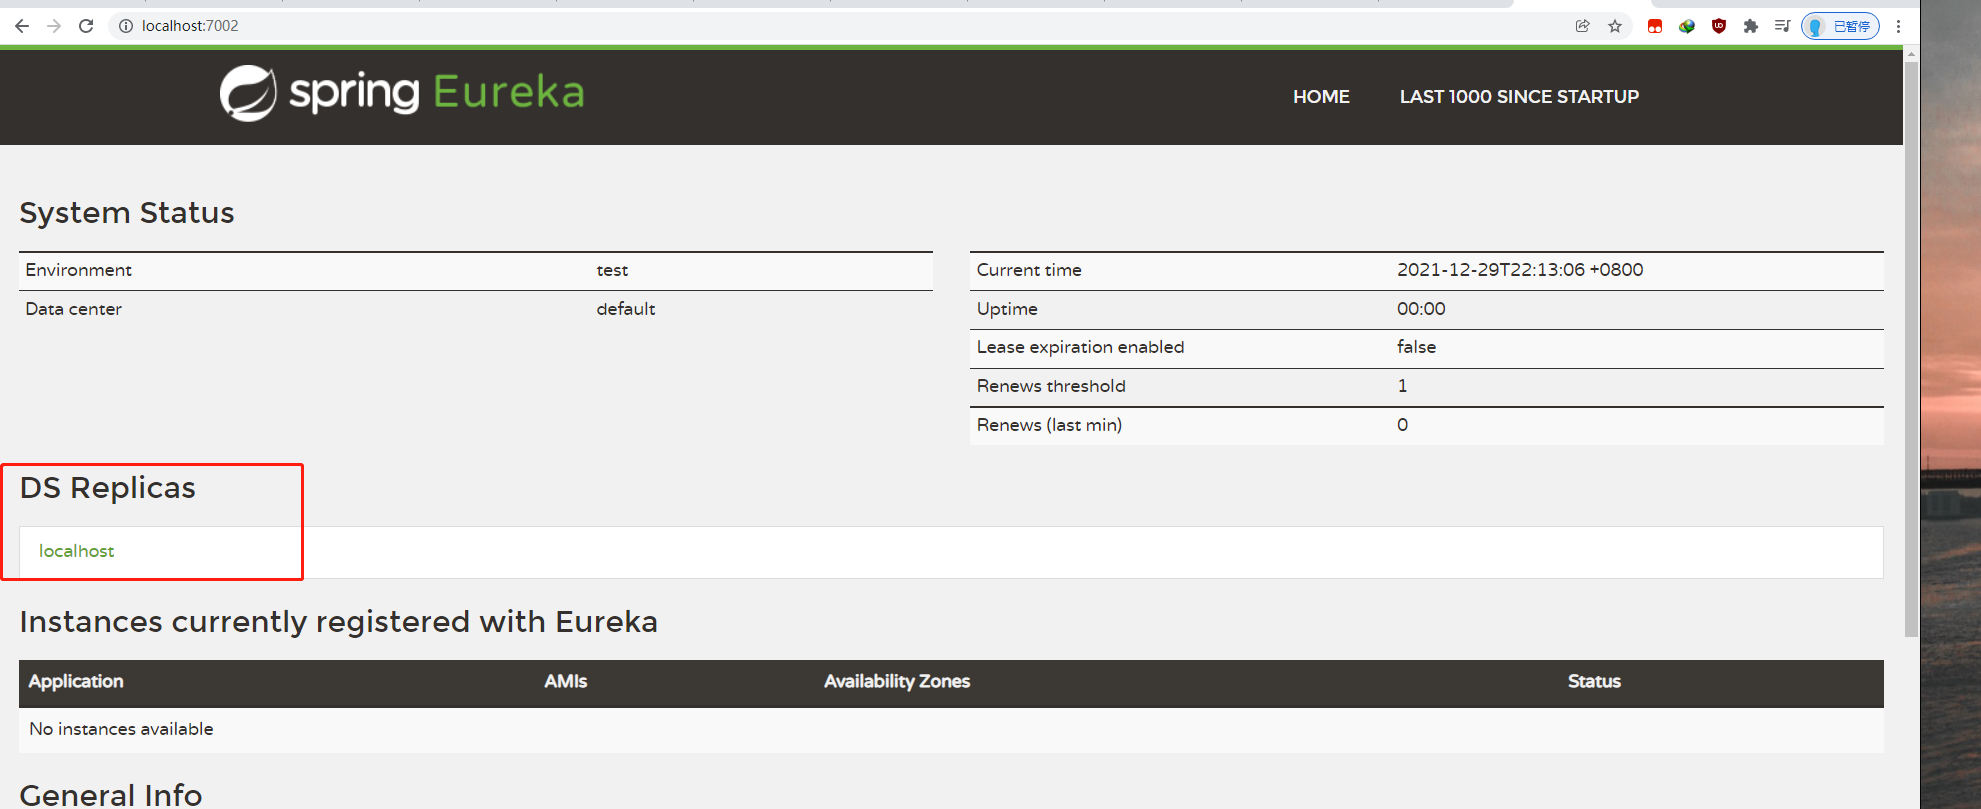 localhost:7002
已暂停
spring Eureka
HOME LAST 1000 SINCE STARTUP
System Status
Environment test
Data center default
Current time 2021-12-29T22:13:06 +0800
Uptime 00:00
Lease expiration enabled false
Renews threshold 1
Renews (last min) 0
DS Replicas
localhost
Instances currently registered with Eureka
Application AMIs Availability Zones Status
No instances available
General Info